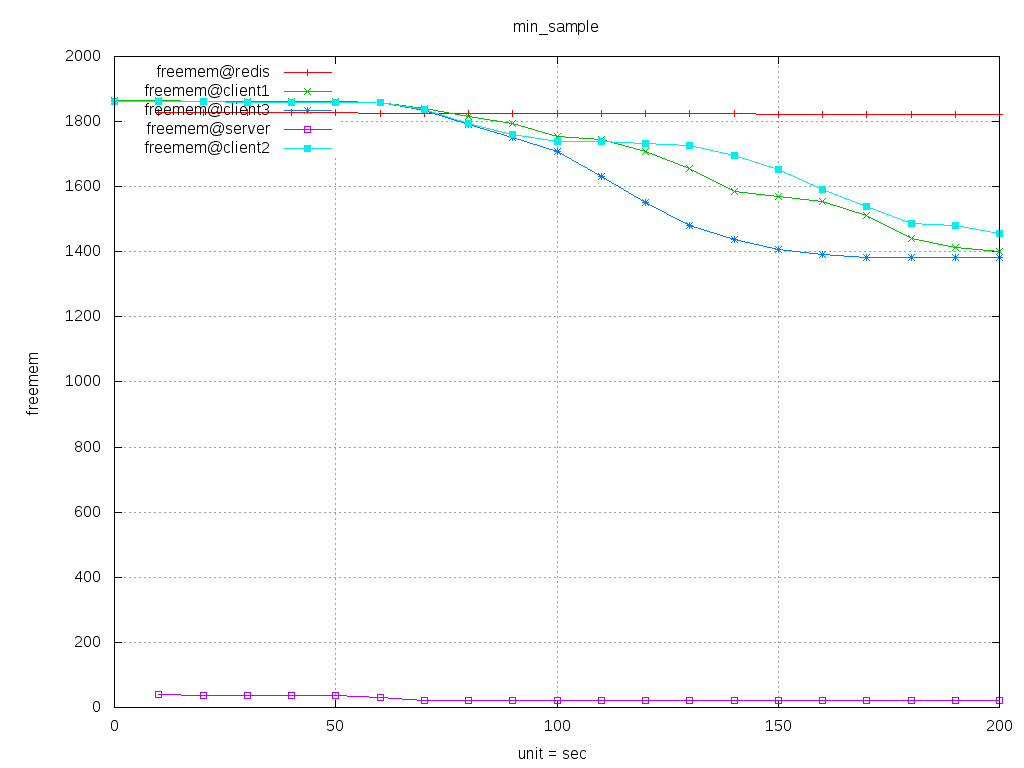 min_sample
2000
1800
1600
1400
1200
1000
800
600
400
200
0
freemem@redis
freemem@client1
freemem@client3
freemem@server
freemem@client2
freemem
0 50 100 150 200
unit = sec